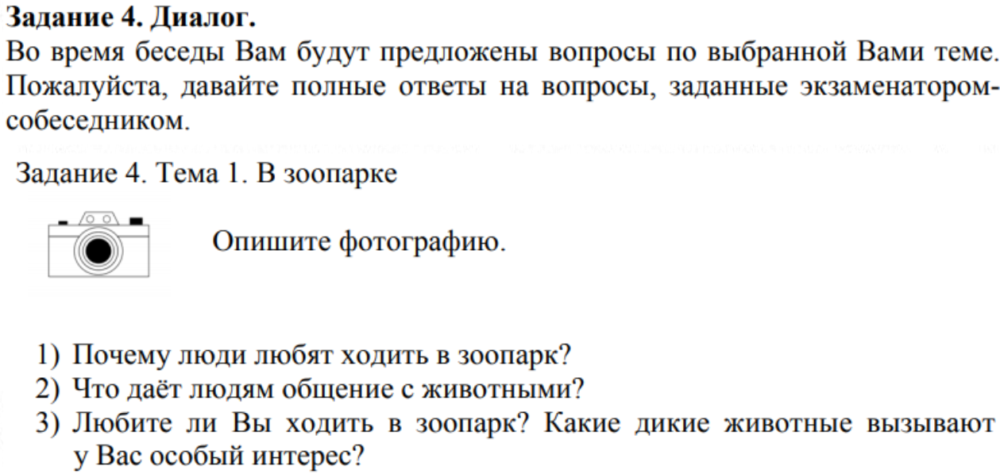 Задание 4. Диалог.
Во время беседы Вам будут предложены вопросы по выбранной Вами теме.
Пожалуйста, давайте полные ответы на вопросы, заданные экзаменатором-
собеседником.
Задание 4. Тема 1. В зоопарке
Опишите фотографию.
1) Почему люди любят ходить в зоопарк?
2) Что даёт людям общение с животными?
3) Любите ли Вы ходить в зоопарк? Какие дикие животные вызывают
у Вас особый интерес?